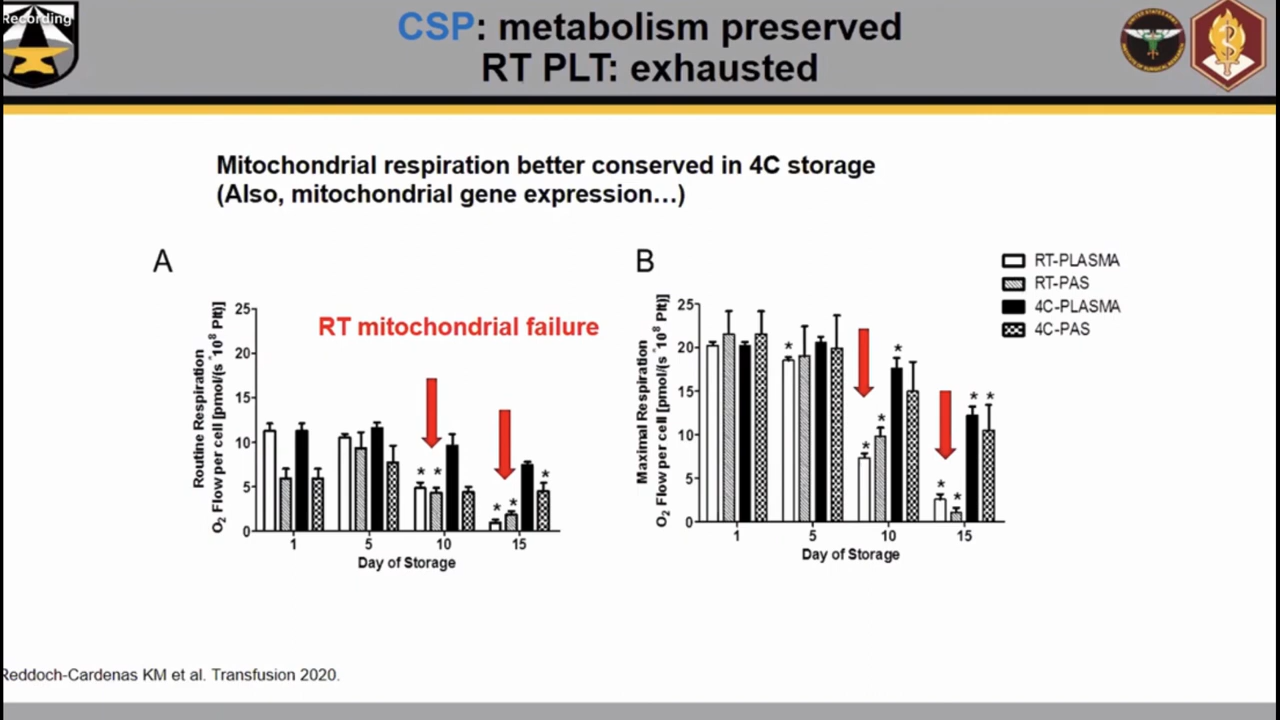 Recording
CSP: metabolism preserved
RT PLT: exhausted
Mitochondrial respiration better conserved in 4C storage
(Also, mitochondrial gene expression…)
A
RT mitochondrial failure
Routine Respiration
O2 Flow per cell [pmol/(s*10^8 Plt)]
25
20
15
10
5
0
* * * * *
1 5 10 15
Day of Storage
B
Maximal Respiration
O2 Flow per cell [pmol/(s*10^8 Plt)]
25
20
15
10
5
0
* * * * * * * *
1 5 10 15
Day of Storage
RT-PLASMA
RT-PAS
4C-PLASMA
4C-PAS
Reddoch-Cardenas KM et al. Transfusion 2020.